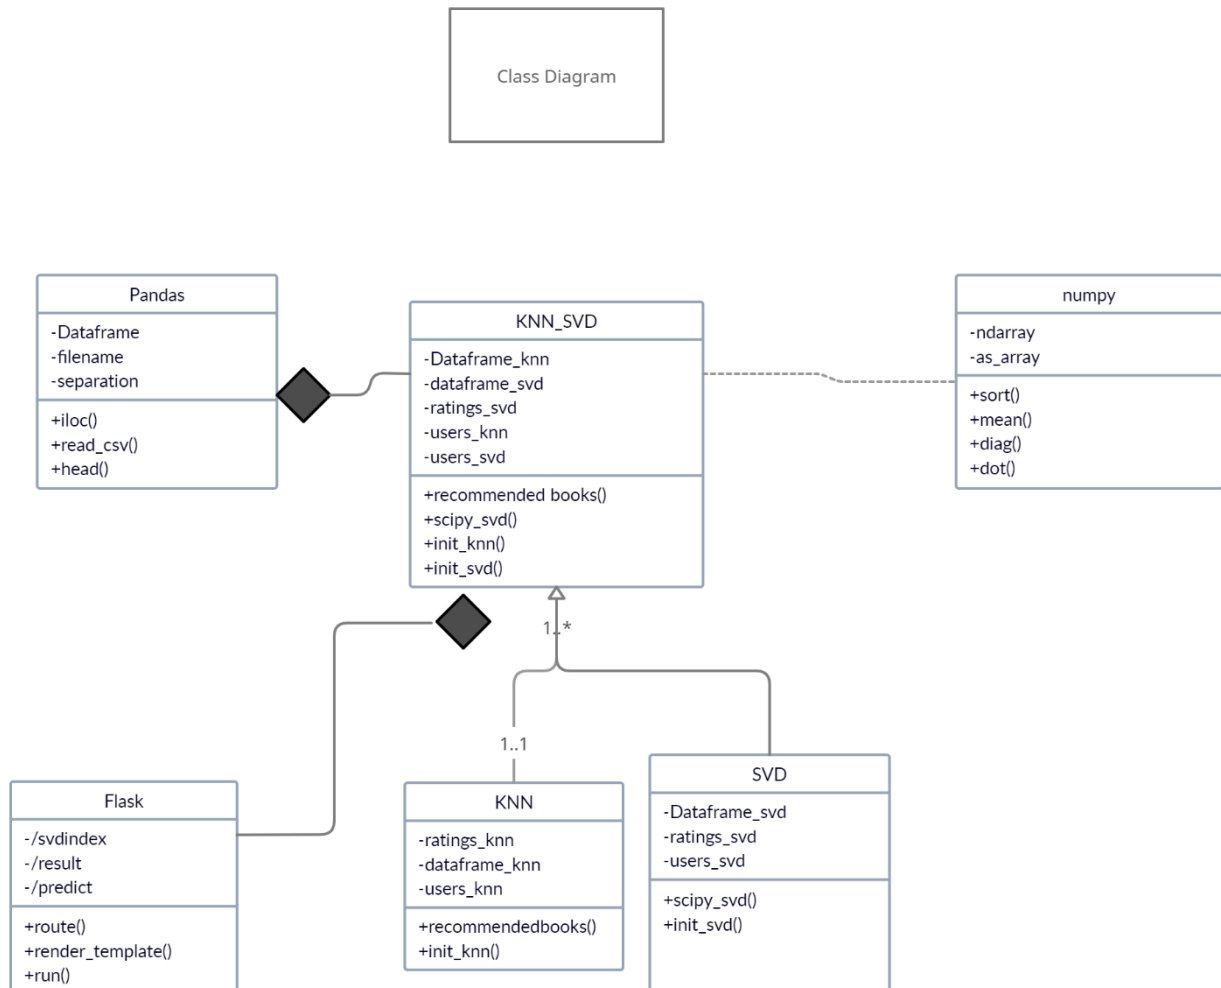 Class Diagram
Pandas
-Dataframe
-filename
-separation
+iloc()
+read_csv()
+head()
KNN_SVD
-Dataframe_knn
-dataframe_svd
-ratings_svd
-users_knn
-users_svd
+recommended books()
+scipy_svd()
+init_knn()
+init_svd()
numpy
-ndarray
-as_array
+sort()
+mean()
+diag()
+dot()
1..*
1..1
Flask
-/svdindex
-/result
-/predict
+route()
+render_template()
+run()
KNN
-ratings_knn
-dataframe_knn
-users_knn
+recommendedbooks()
+init_knn()
SVD
-Dataframe_svd
-ratings_svd
-users_svd
+scipy_svd()
+init_svd()